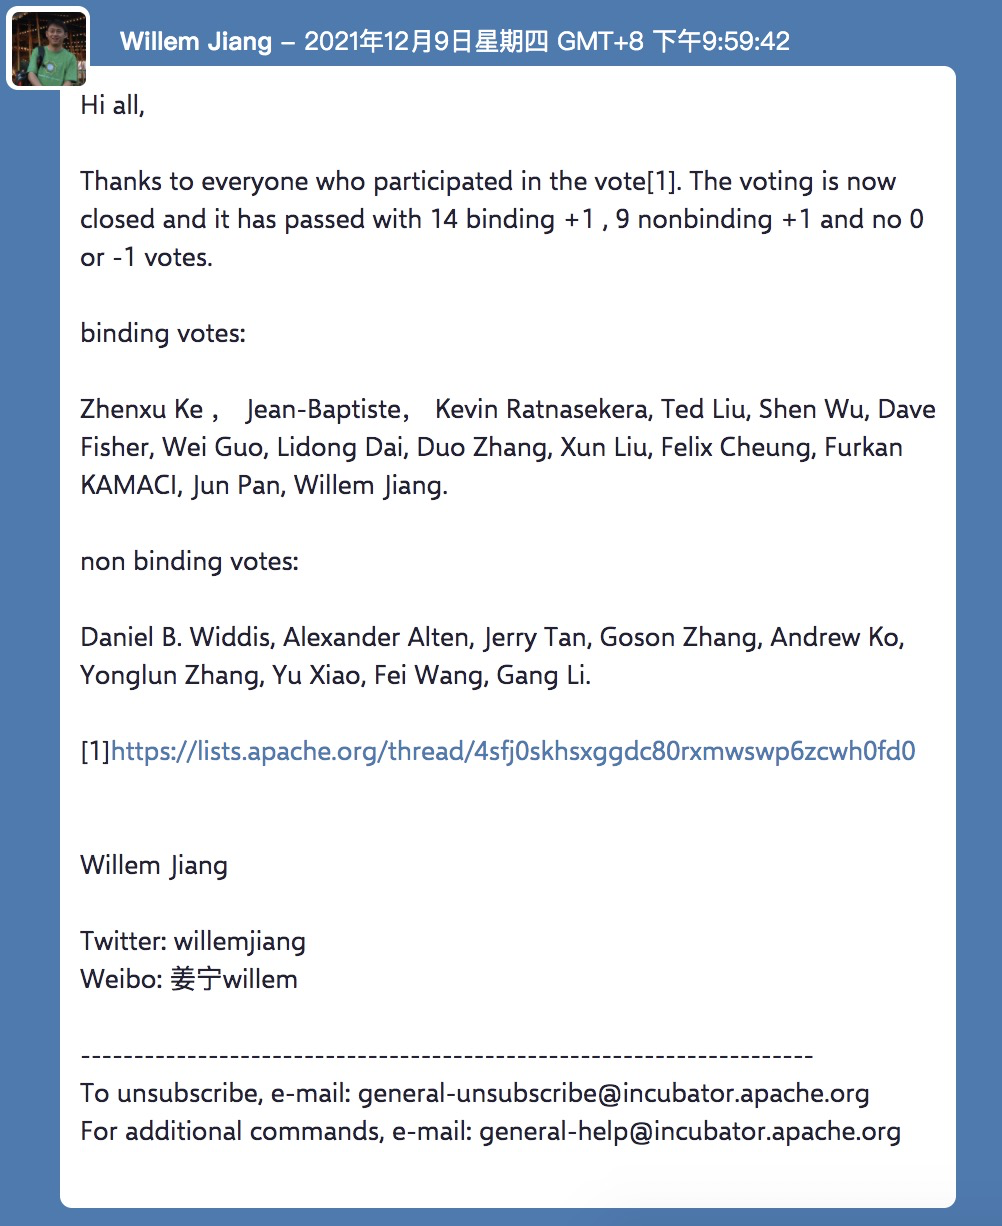 Willem Jiang – 2021年12月9日星期四 GMT+8 下午9:59:42
Hi all,
Thanks to everyone who participated in the vote[1]. The voting is now
closed and it has passed with 14 binding +1 , 9 nonbinding +1 and no 0
or -1 votes.
binding votes:
Zhenxu Ke ， Jean-Baptiste， Kevin Ratnasekera, Ted Liu, Shen Wu, Dave
Fisher, Wei Guo, Lidong Dai, Duo Zhang, Xun Liu, Felix Cheung, Furkan
KAMACI, Jun Pan, Willem Jiang.
non binding votes:
Daniel B. Widdis, Alexander Alten, Jerry Tan, Goson Zhang, Andrew Ko,
Yonglun Zhang, Yu Xiao, Fei Wang, Gang Li.
[1]https://lists.apache.org/thread/4sfj0skhsxggdc80rxmwswp6zcwh0fd0
Willem Jiang
Twitter: willemjiang
Weibo: 姜宁willem
---------------------------------------------------------------------
To unsubscribe, e-mail: general-unsubscribe@incubator.apache.org
For additional commands, e-mail: general-help@incubator.apache.org